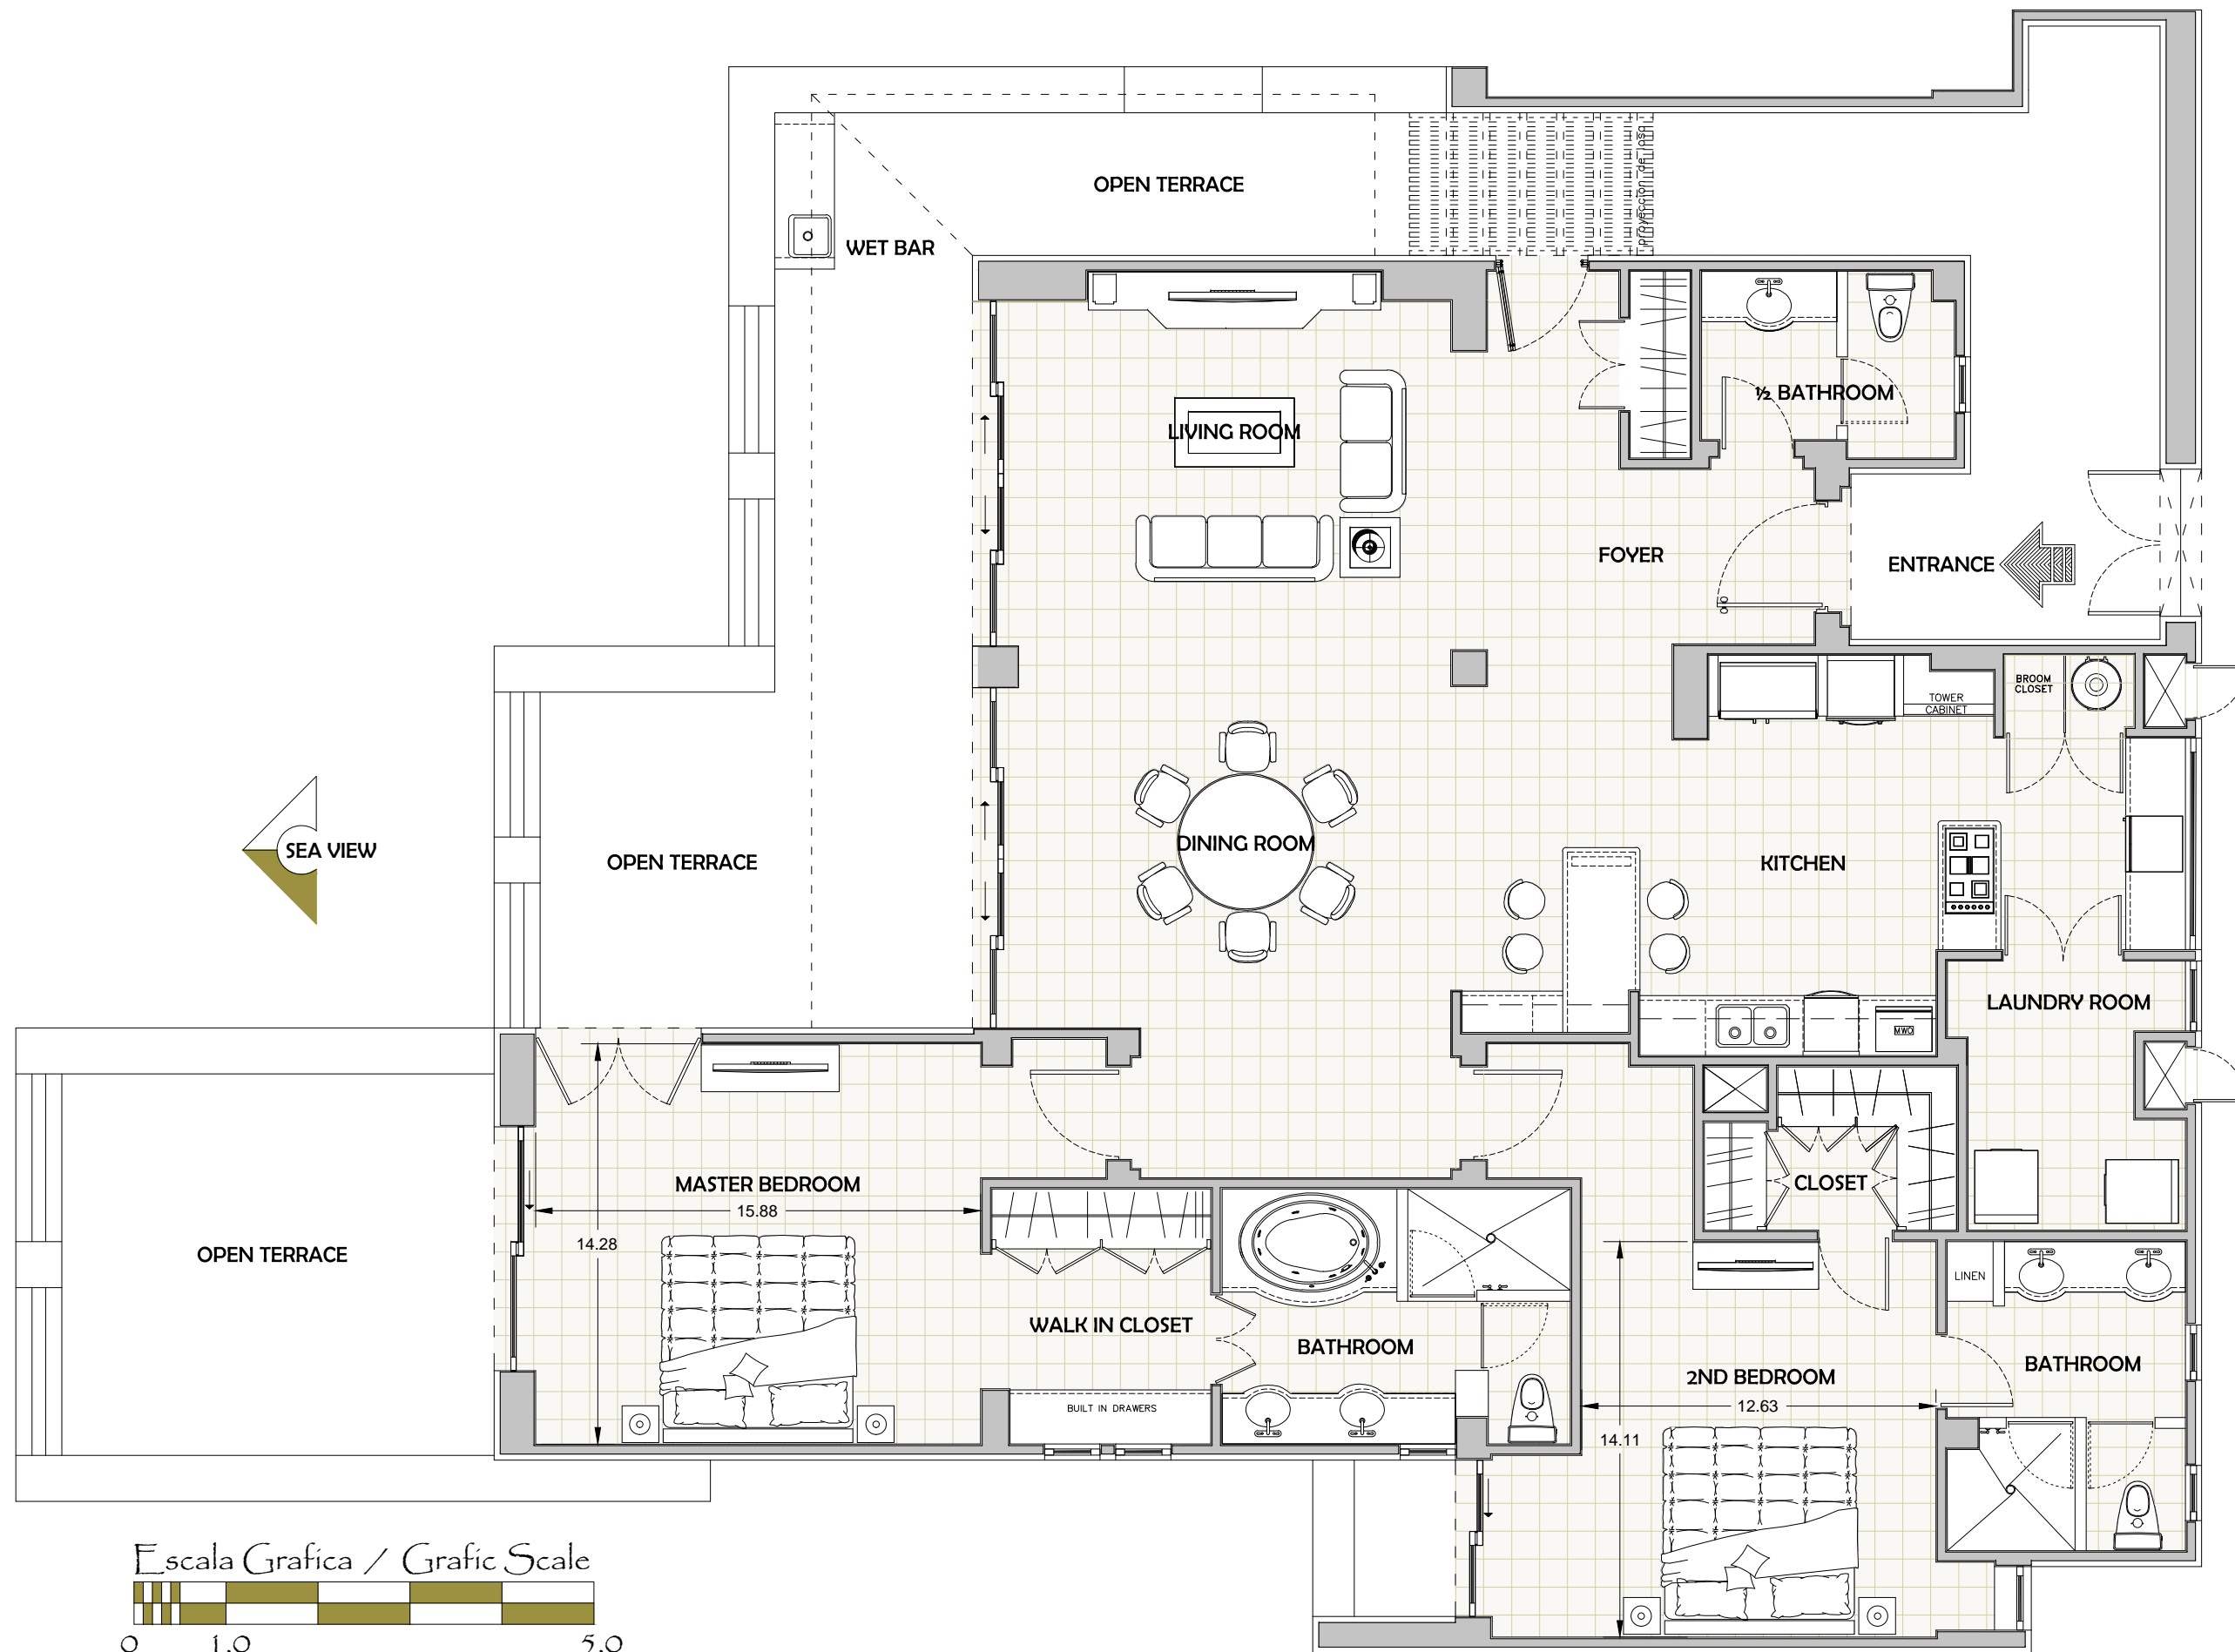 OPEN TERRACE
proyeccion de losa
WET BAR
½ BATHROOM
LIVING ROOM
FOYER
ENTRANCE
BROOM
CLOSET
TOWER
CABINET
SEA VIEW
OPEN TERRACE
DINING ROOM
KITCHEN
LAUNDRY ROOM
MWO
MASTER BEDROOM
15.88
14.28
CLOSET
OPEN TERRACE
LINEN
WALK IN CLOSET
BATHROOM
BATHROOM
2ND BEDROOM
12.63
BUILT IN DRAWERS
14.11
Escala Grafica / Grafic Scale
0 1.0 5.0